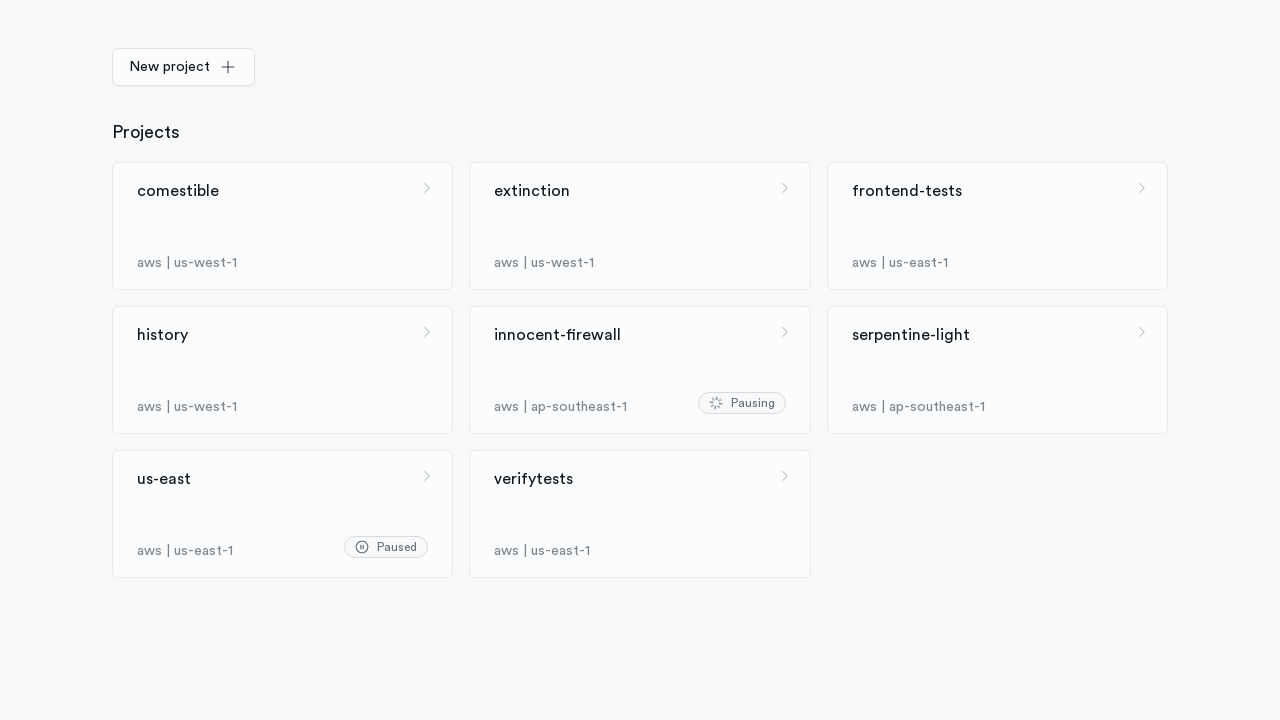 New project
Projects
comestible
aws | us-west-1
extinction
aws | us-west-1
frontend-tests
aws | us-east-1
history
aws | us-west-1
innocent-firewall
aws | ap-southeast-1
Pausing
serpentine-light
aws | ap-southeast-1
us-east
aws | us-east-1
Paused
verifytests
aws | us-east-1